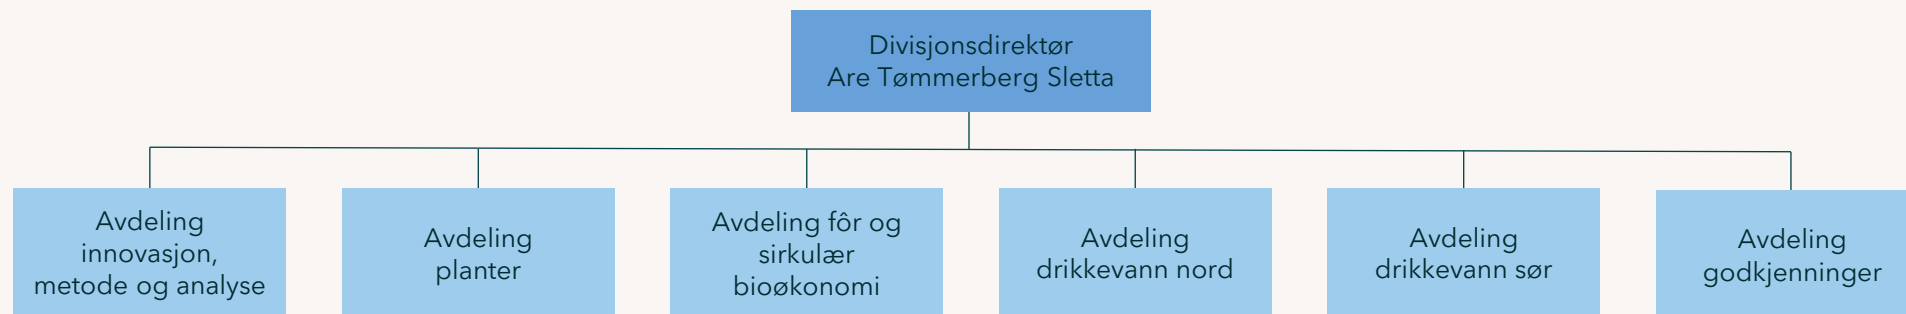 Divisjonsdirektør
Are Tømmerberg Sletta
Avdeling
innovasjon,
metode og analyse
Avdeling
planter
Avdeling fôr og
sirkulær
bioøkonomi
Avdeling
drikkevann nord
Avdeling
drikkevann sør
Avdeling
godkjenninger